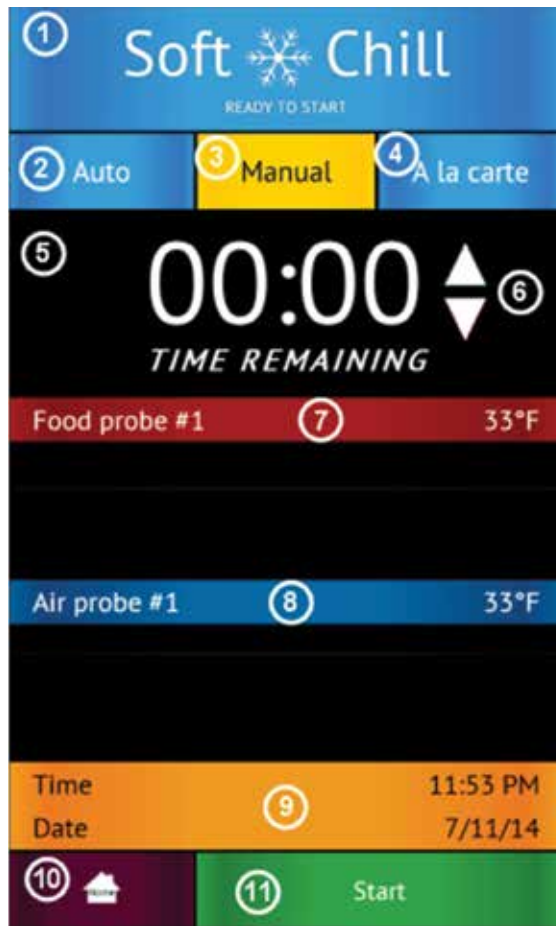 1
Soft Chill
READY TO START
2 Auto
3 Manual
4 A la carte
5
00:00
6
TIME REMAINING
Food probe #1 7 33°F
Air probe #1 8 33°F
Time 11:53 PM
9
Date 7/11/14
10 Home
11 Start